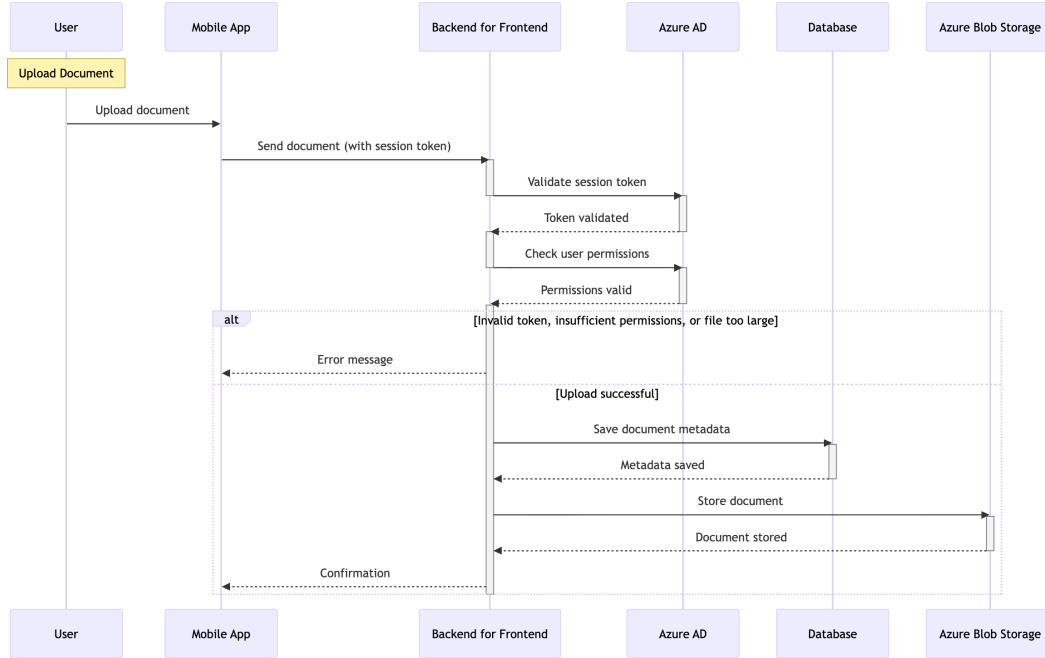 User
Mobile App
Backend for Frontend
Azure AD
Database
Azure Blob Storage
Upload Document
Upload document
Send document (with session token)
Validate session token
Token validated
Check user permissions
Permissions valid
alt
[Invalid token, insufficient permissions, or file too large]
Error message
[Upload successful]
Save document metadata
Metadata saved
Store document
Document stored
Confirmation
User
Mobile App
Backend for Frontend
Azure AD
Database
Azure Blob Storage